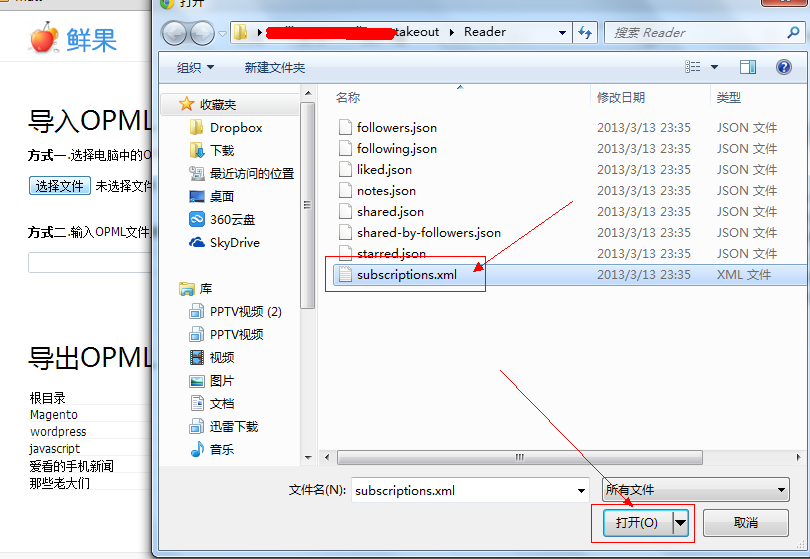 打开
鲜果
takeout
Reader
搜索 Reader
组织
新建文件夹
导入OPML
方式一.选择电脑中的O
选择文件 未选择文件
方式二.输入OPML文件
导出OPML
根目录
Magento
wordpress
javascript
爱看的手机新闻
那些老大们
收藏夹
Dropbox
下载
最近访问的位置
桌面
360云盘
SkyDrive
库
PPTV视频 (2)
PPTV视频
视频
图片
文档
迅雷下载
音乐
名称 修改日期 类型
followers.json 2013/3/13 23:35 JSON 文件
following.json 2013/3/13 23:35 JSON 文件
liked.json 2013/3/13 23:35 JSON 文件
notes.json 2013/3/13 23:35 JSON 文件
shared.json 2013/3/13 23:35 JSON 文件
shared-by-followers.json 2013/3/13 23:35 JSON 文件
starred.json 2013/3/13 23:35 JSON 文件
subscriptions.xml 2013/3/13 23:35 XML 文件
文件名(N): subscriptions.xml
所有文件
打开(O)
取消